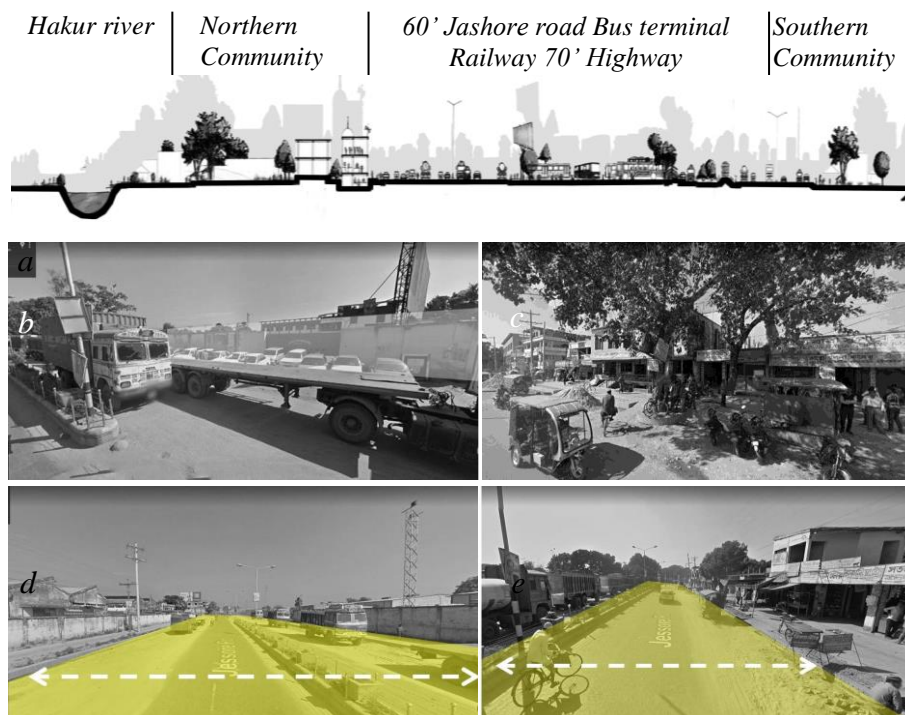 Hakur river
Northern
Community
60’ Jashore road Bus terminal
Railway 70’ Highway
Southern
Community
a
b
c
d
e